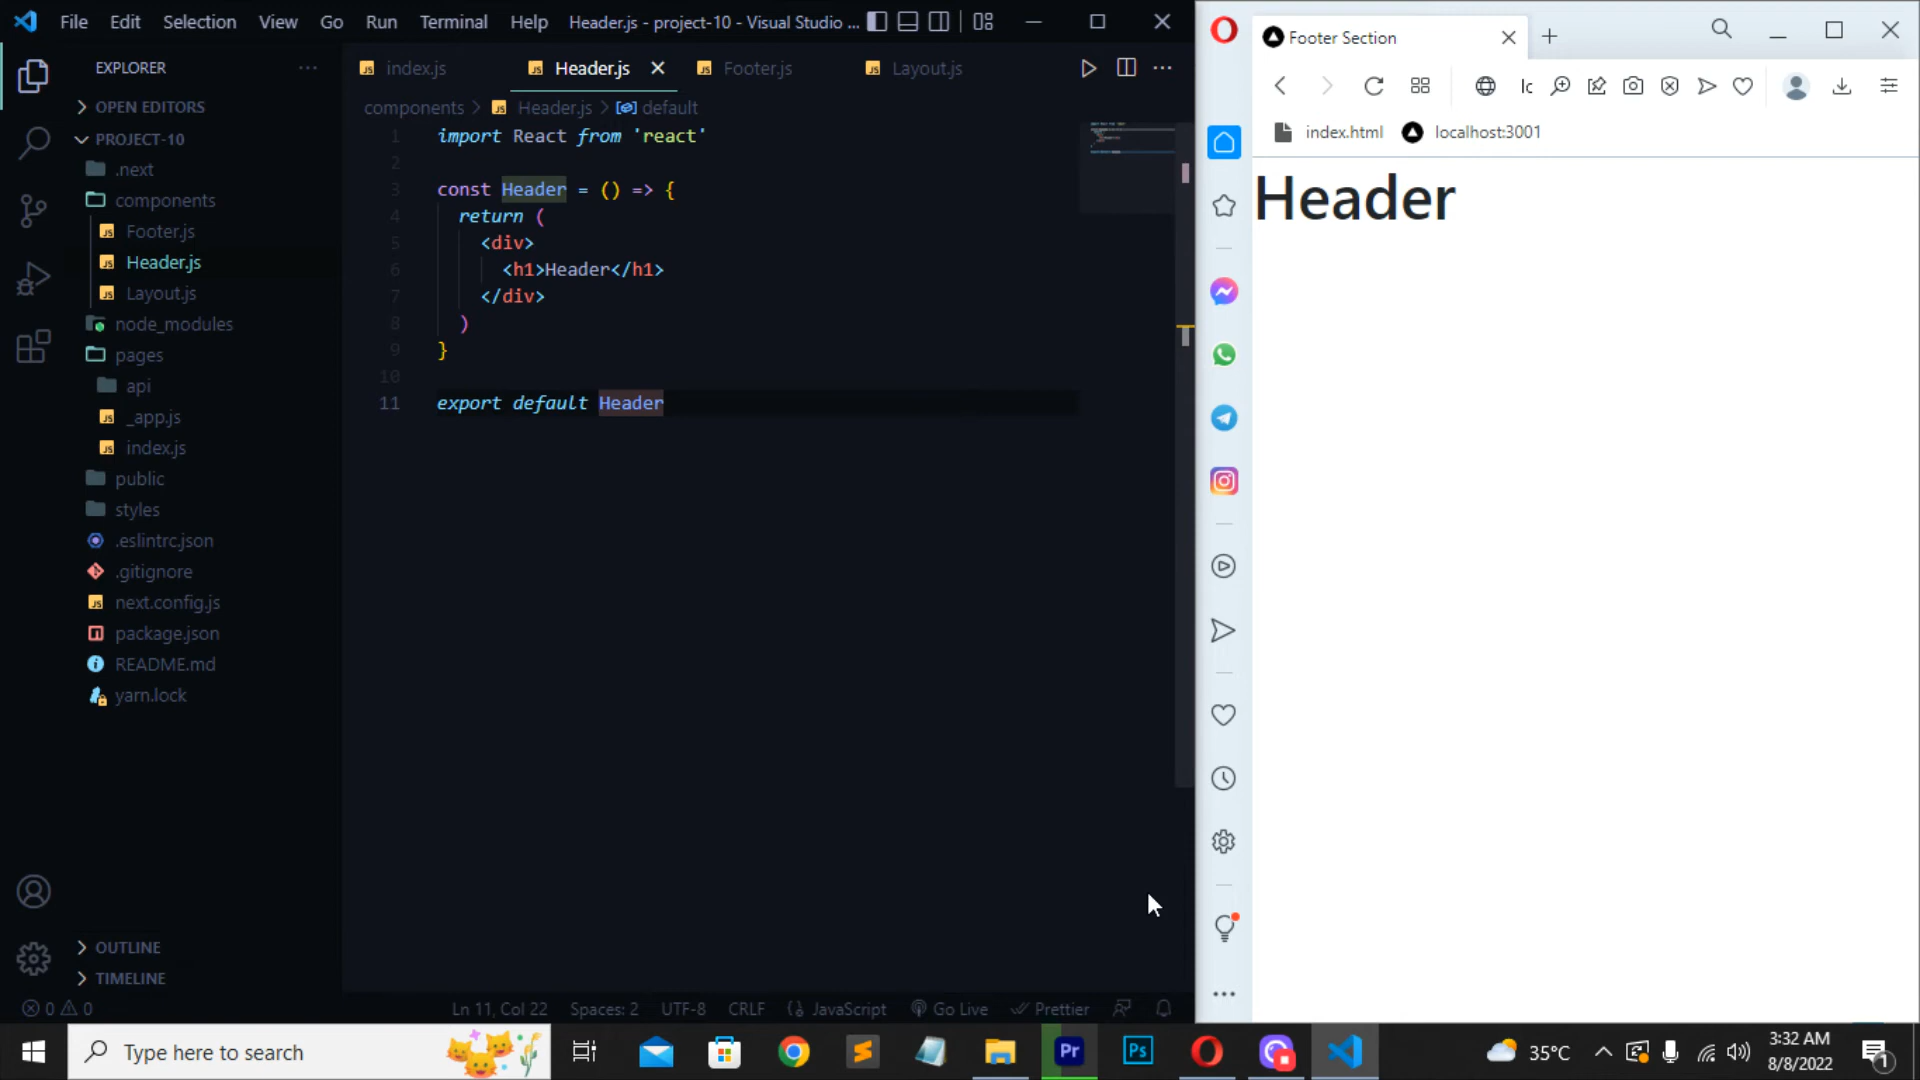 File Edit Selection View Go Run Terminal Help Header.js - project-10 - Visual Studio ...
EXPLORER
OPEN EDITORS
PROJECT-10
.next
components
Footer.js
Header.js
Layout.js
node_modules
pages
api
_app.js
index.js
public
styles
.eslintrc.json
.gitignore
next.config.js
package.json
README.md
yarn.lock
OUTLINE
TIMELINE
index.js Header.js Footer.js Layout.js
components > Header.js > default
1 import React from 'react'
2
3 const Header = () => {
4 return (
5 <div>
6 <h1>Header</h1>
7 </div>
8 )
9 }
10
11 export default Header
0 0 Ln 11, Col 22 Spaces: 2 UTF-8 CRLF {} JavaScript Go Live Prettier
Footer Section
lc
index.html localhost:3001
Header
Type here to search
Pr Ps
35°C
3:32 AM
8/8/2022
1